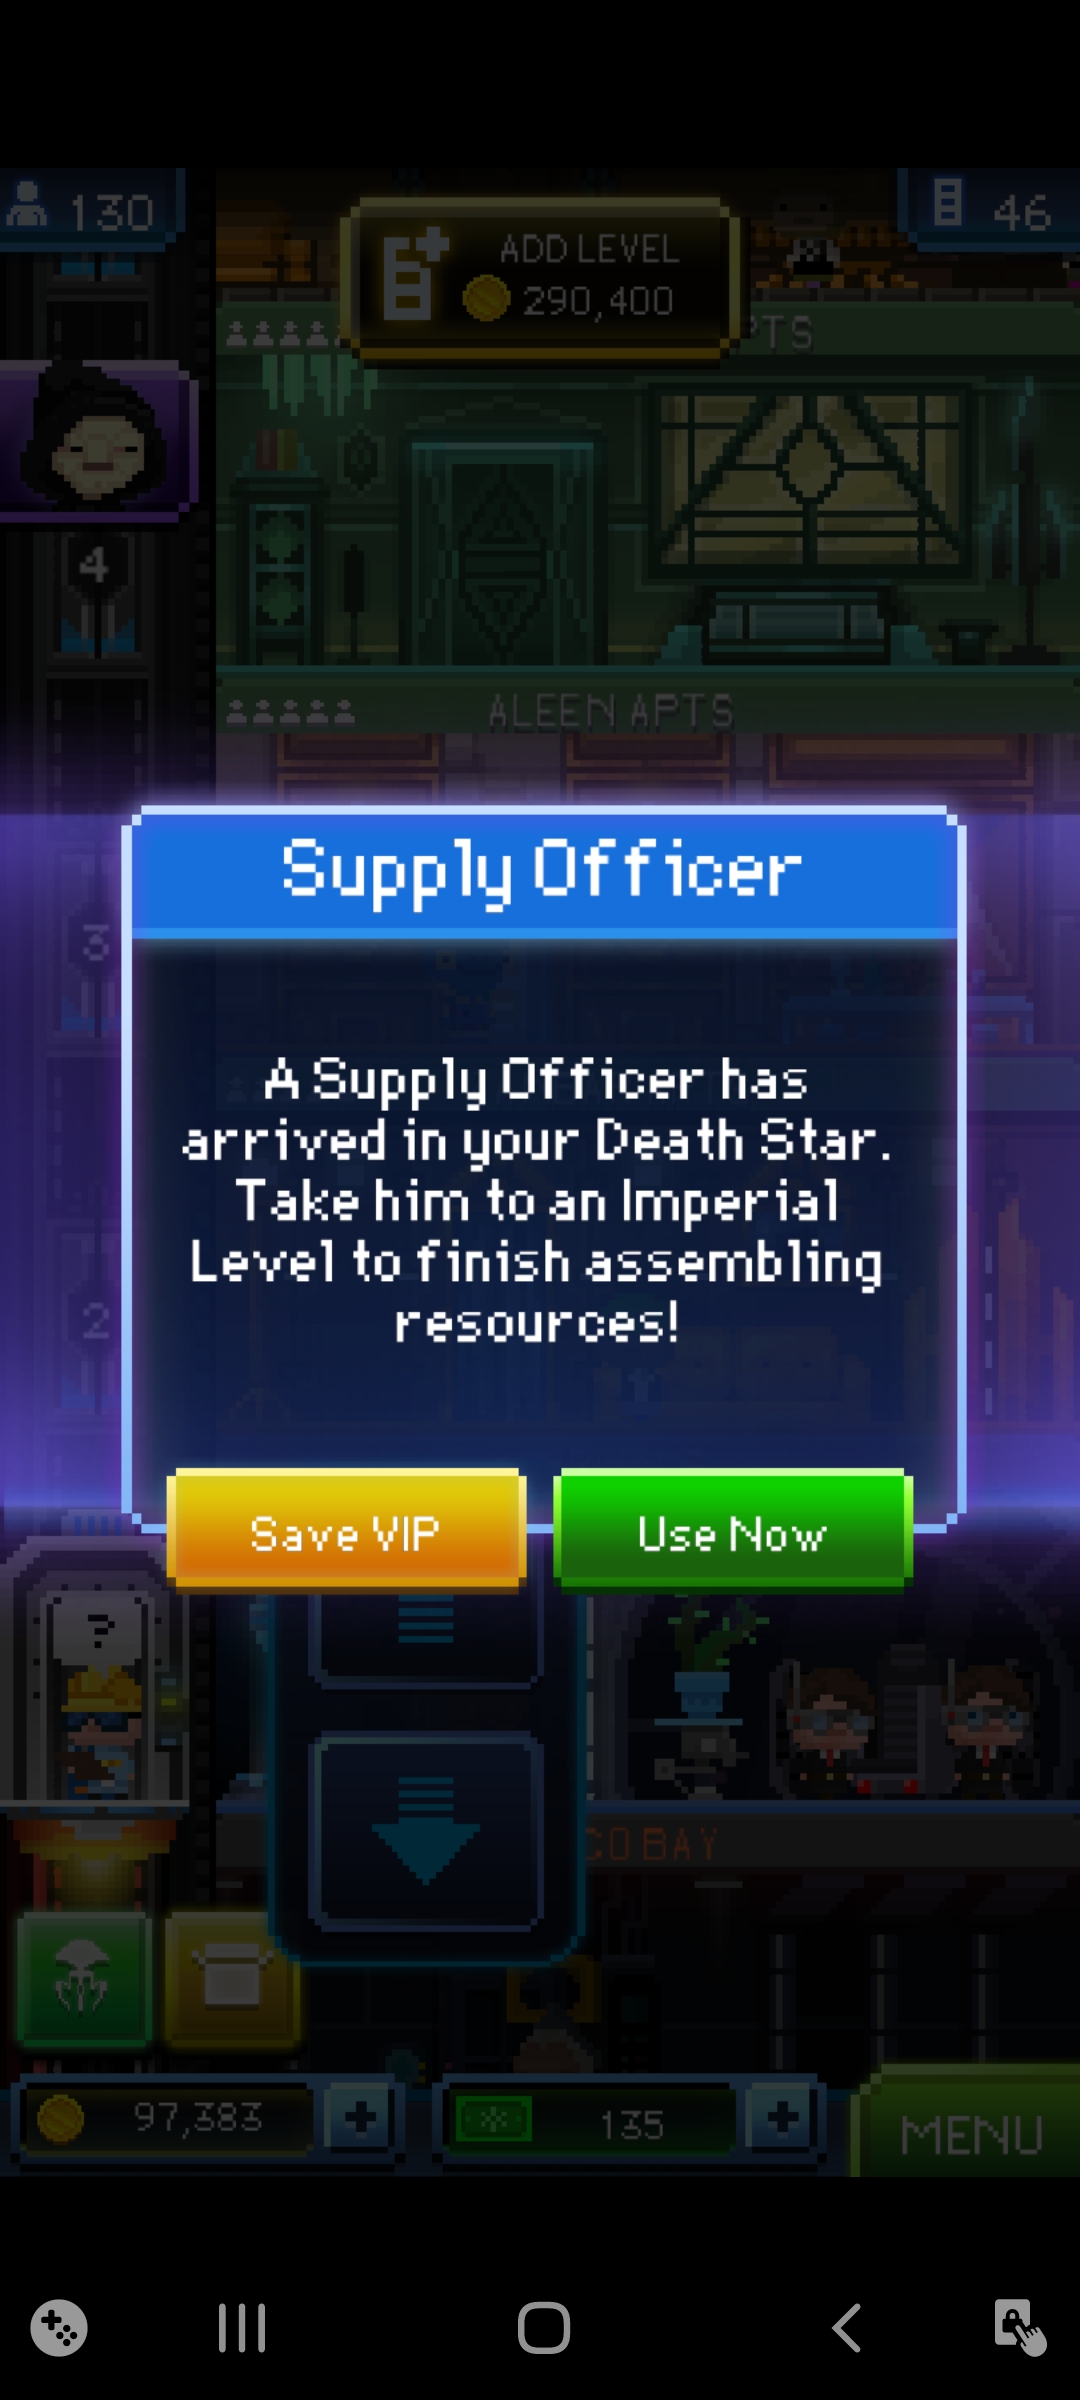 130
46
ADD LEVEL
290,400
PTS
4
ALEEN APTS
Supply Officer
3
A Supply Officer has
arrived in your Death Star.
Take him to an Imperial
Level to finish assembling
resources!
2
Save VIP
Use Now
?
CO BAY
97,383
135
MENU